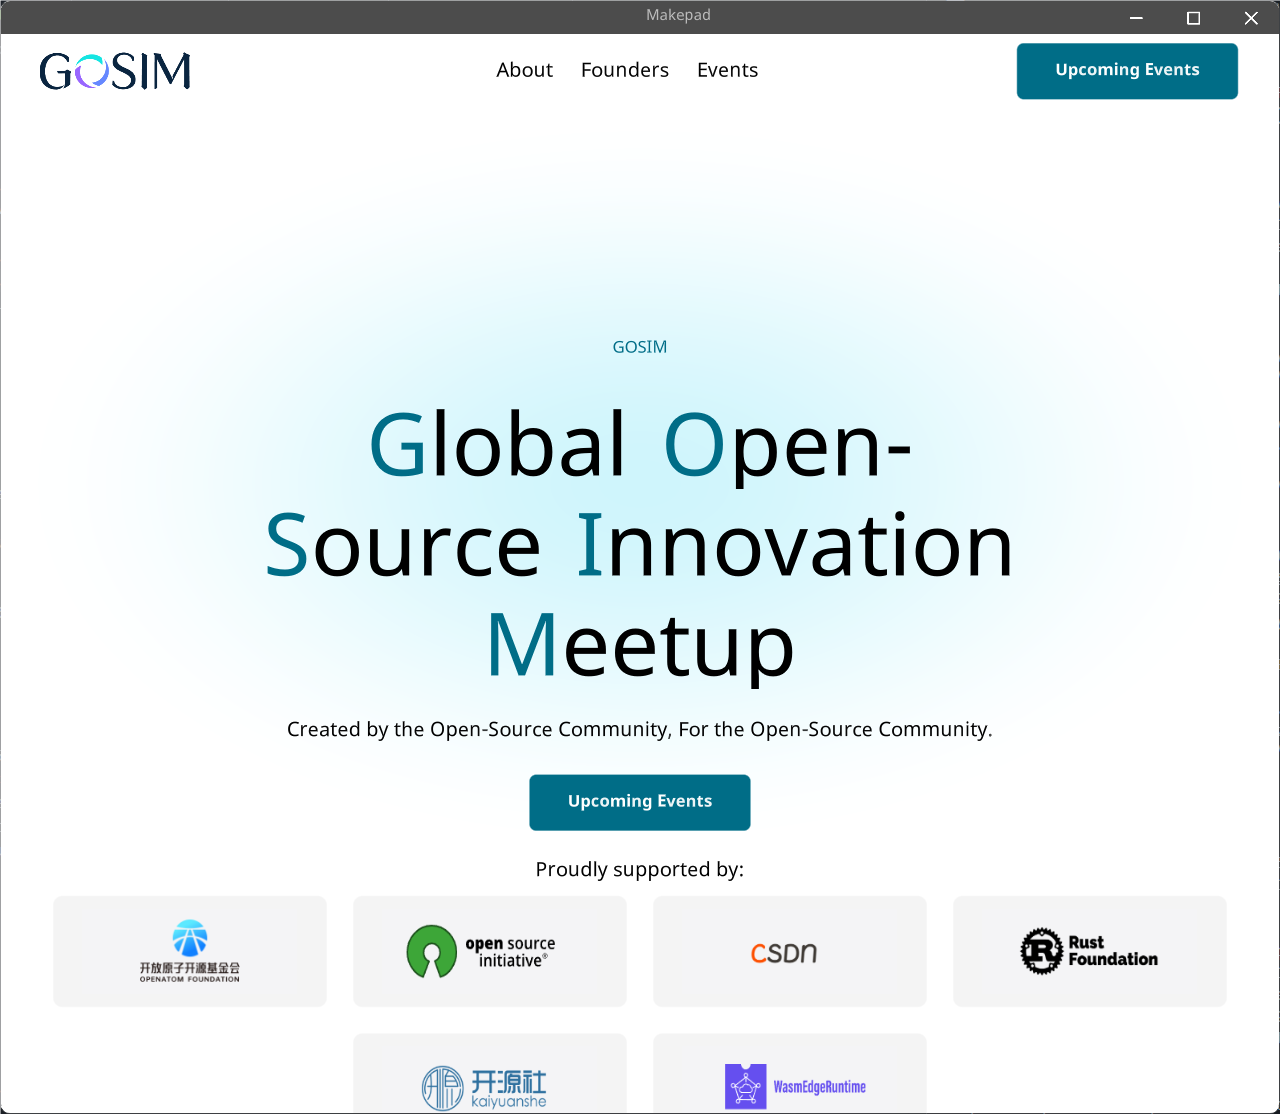 Makepad
GOSIM
About Founders Events
Upcoming Events
GOSIM
Global Open-
Source Innovation
Meetup
Created by the Open-Source Community, For the Open-Source Community.
Upcoming Events
Proudly supported by:
开放原子开源基金会
OPENATOM FOUNDATION
open source
initiative®
CSDN
Rust
Foundation
开源社
kaiyuanshe
WasmEdgeRuntime